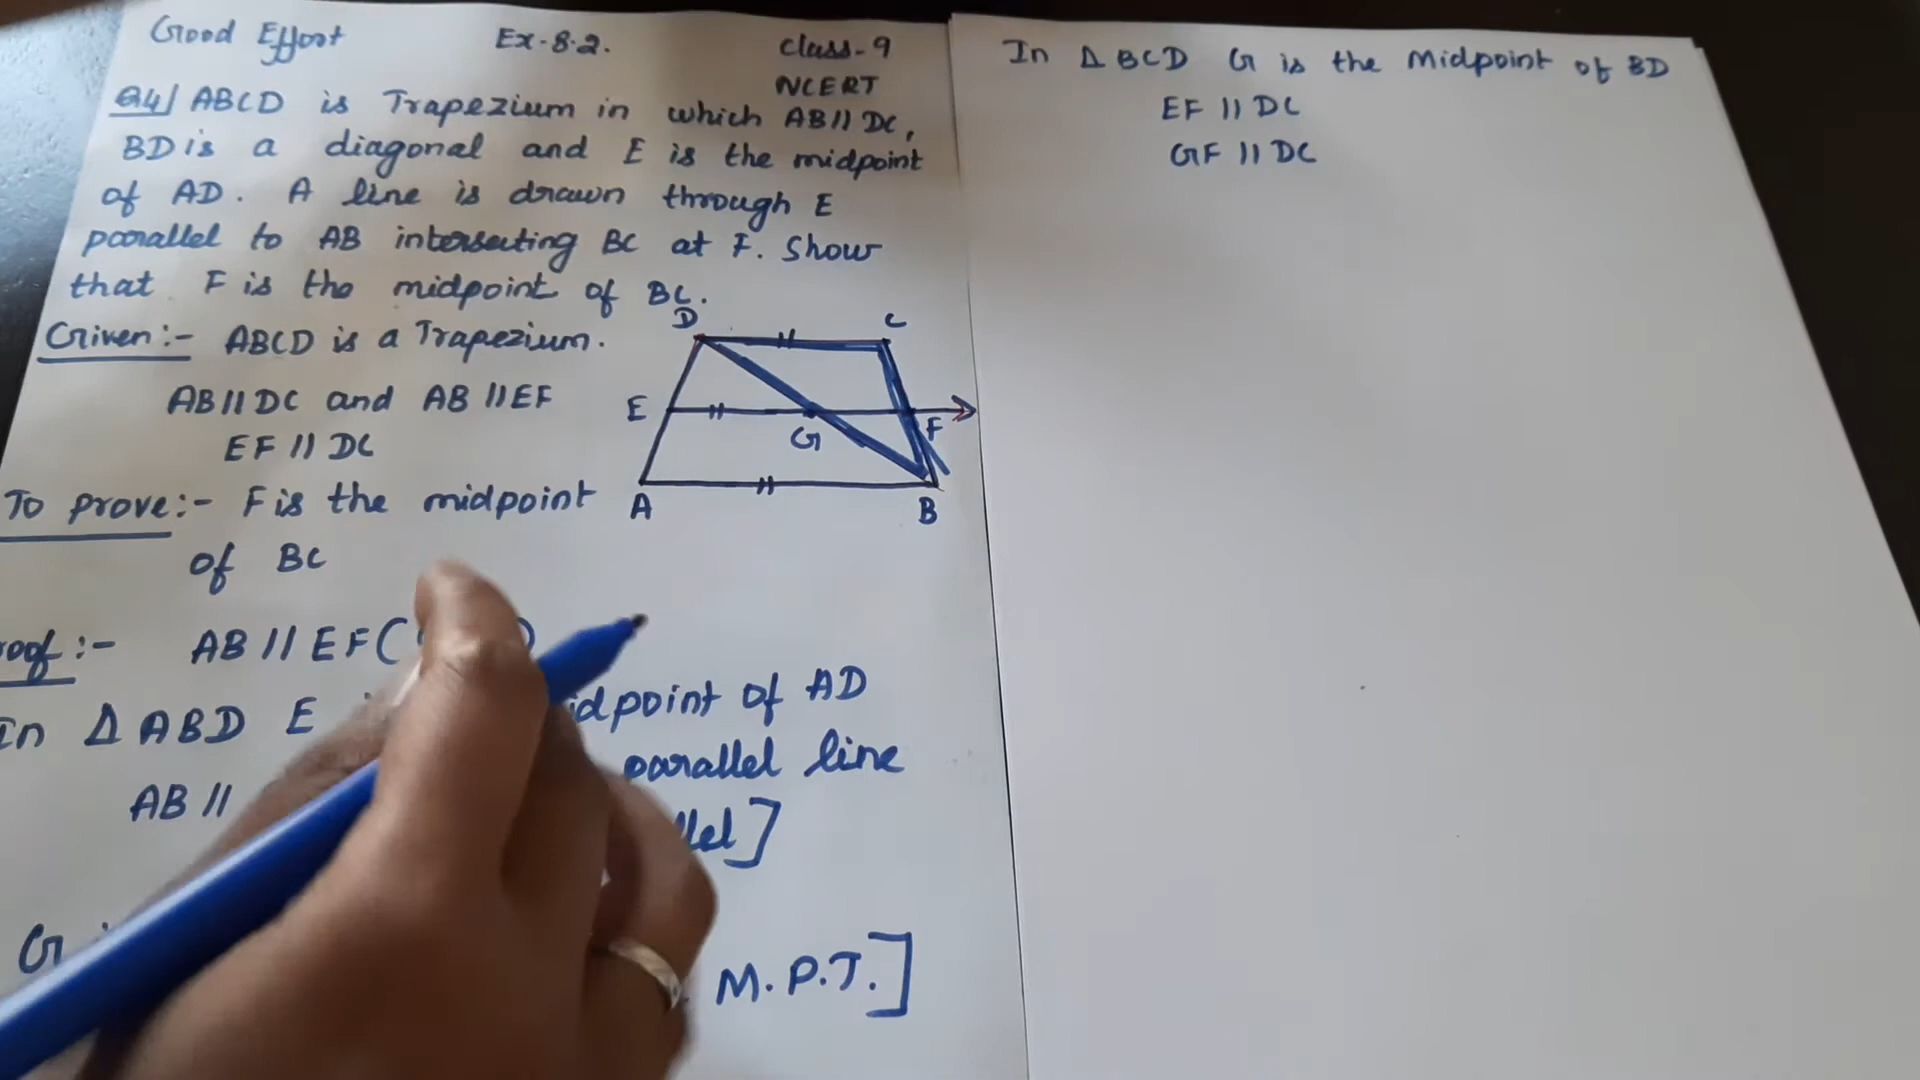 Good Effort Ex-8.2. Class-9
NCERT
Q4/ ABCD is Trapezium in which AB // DC,
BD is a diagonal and E is the midpoint
of AD. A line is drawn through E
parallel to AB intersecting BC at F. Show
that F is the midpoint of BC.
Given:- ABCD is a Trapezium.
AB // DC and AB // EF
EF // DC
To prove:- F is the midpoint
of BC
D C
E G F
A B
AB // EF (
In Δ ABD E midpoint of AD
AB // parallel line
]
G M.P.T.]
In Δ BCD G is the Midpoint of BD
EF // DC
GF // DC